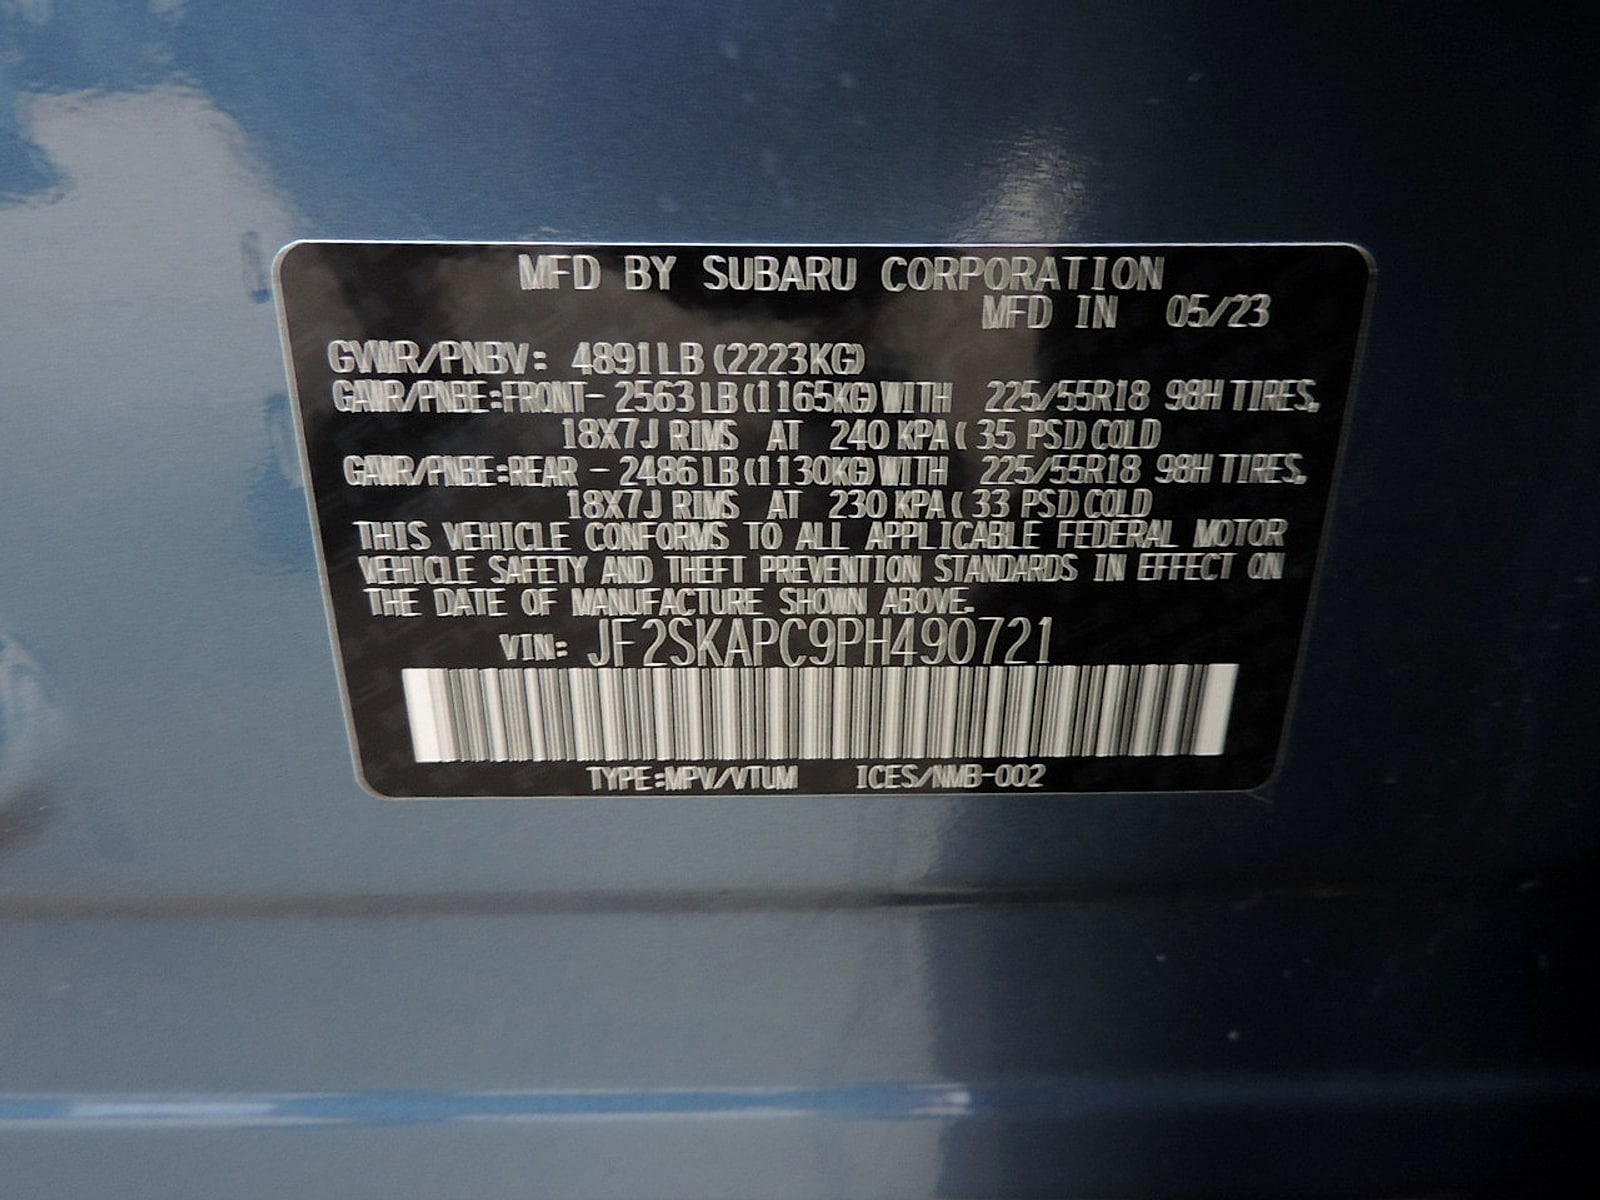 MFD BY SUBARU CORPORATION
MFD IN 05/23
GVWR/PNBV: 4891LB(2223KG)
GAWR/PNBE:FRONT- 2563LB(1165KG)WITH 225/55R18 98H TIRES,
18X7J RIMS AT 240 KPA( 35 PSI)COLD
GAWR/PNBE:REAR - 2486LB(1130KG)WITH 225/55R18 98H TIRES,
18X7J RIMS AT 230 KPA( 33 PSI)COLD
THIS VEHICLE CONFORMS TO ALL APPLICABLE FEDERAL MOTOR
VEHICLE SAFETY AND THEFT PREVENTION STANDARDS IN EFFECT ON
THE DATE OF MANUFACTURE SHOWN ABOVE.
VIN: JF2SKAPC9PH490721
TYPE:MPV/VTUM ICES/NMB-002